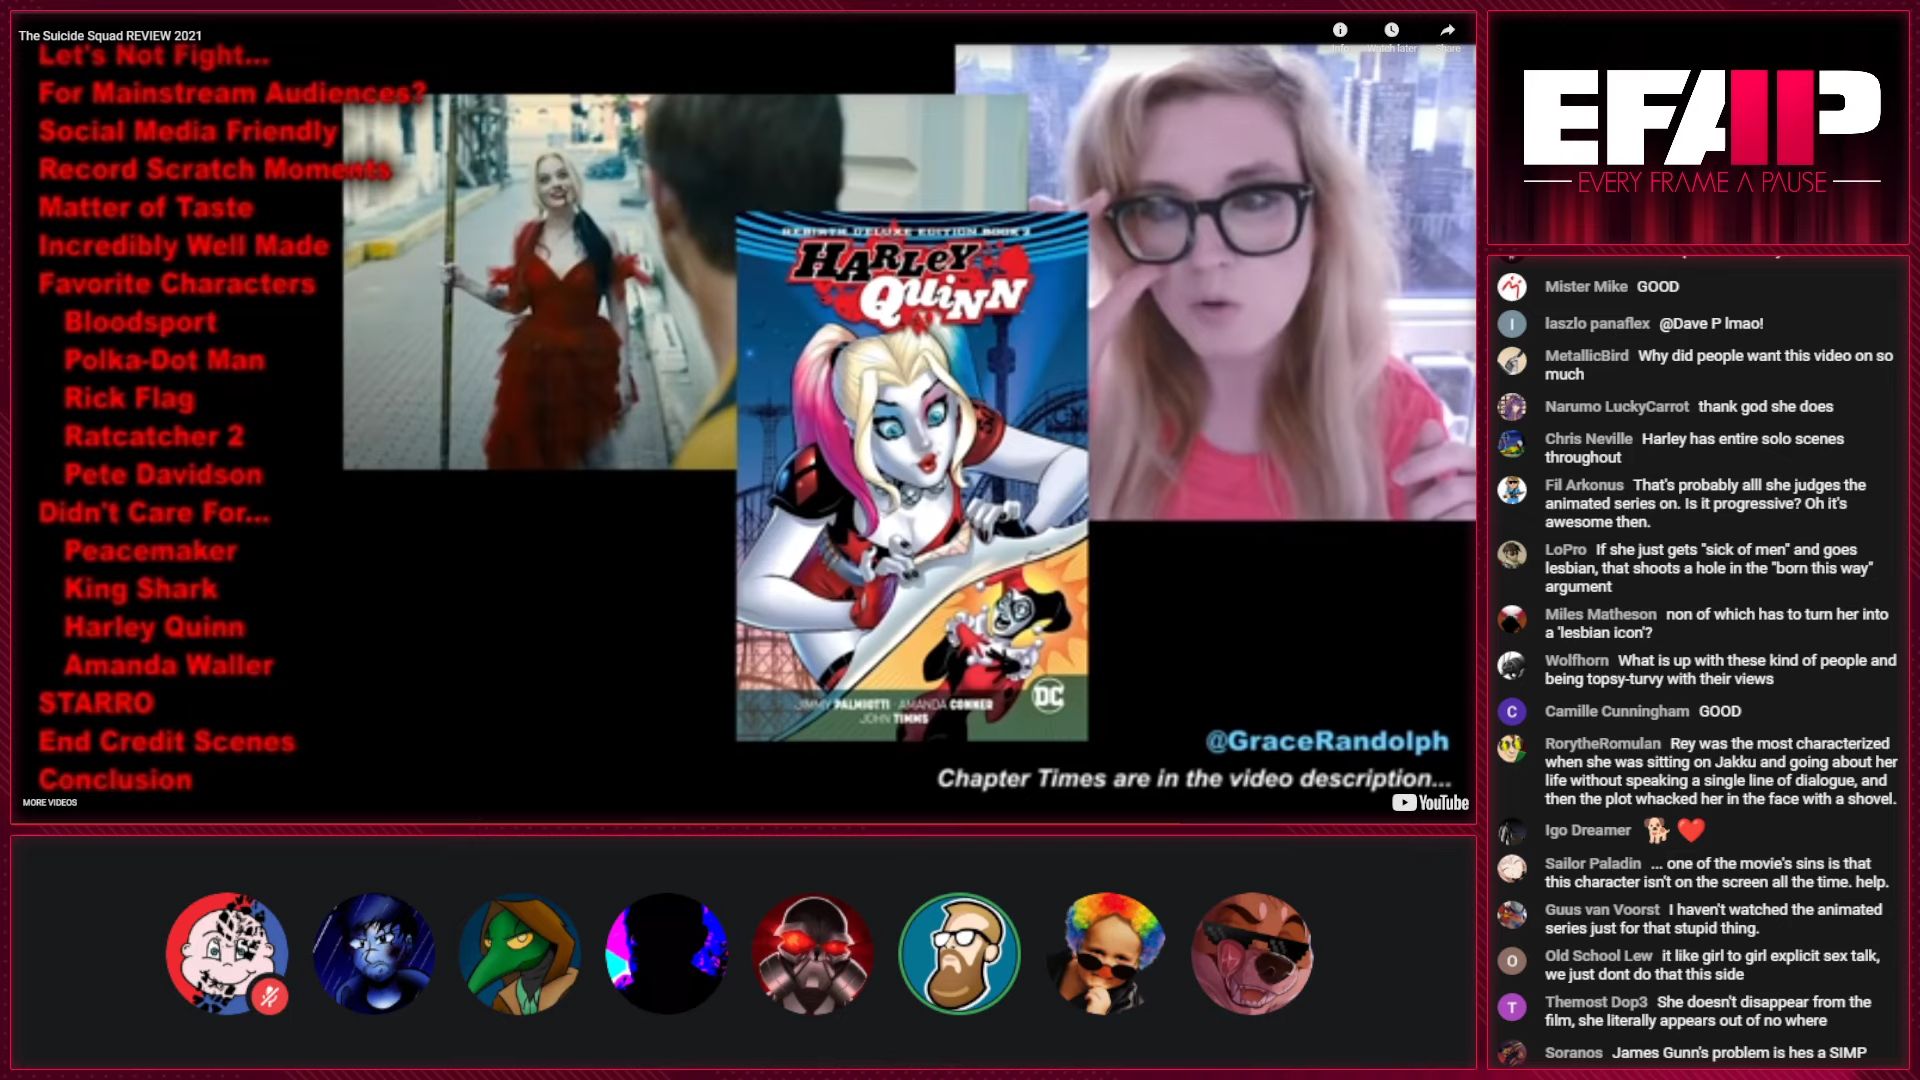 The Suicide Squad REVIEW 2021
Info
Watch later
Share
Let's Not Fight...
For Mainstream Audiences?
Social Media Friendly
Record Scratch Moments
Matter of Taste
Incredibly Well Made
Favorite Characters
Bloodsport
Polka-Dot Man
Rick Flag
Ratcatcher 2
Pete Davidson
Didn't Care For...
Peacemaker
King Shark
Harley Quinn
Amanda Waller
STARRO
End Credit Scenes
Conclusion
MORE VIDEOS
REBIRTH DELUXE EDITION BOOK
HARLEY
QUINN
JIMMY PALMIOTTI AMANDA CONNER
JOHN TIMMS
DC
@GraceRandolph
Chapter Times are in the video description...
YouTube
EFAP
EVERY FRAME A PAUSE
Mister Mike GOOD
I
laszlo panaflex @Dave P lmao!
MetallicBird Why did people want this video on so
much
Narumo LuckyCarrot thank god she does
Chris Neville Harley has entire solo scenes
throughout
Fil Arkonus That's probably alll she judges the
animated series on. Is it progressive? Oh it's
awesome then.
LoPro If she just gets "sick of men" and goes
lesbian, that shoots a hole in the "born this way"
argument
Miles Matheson non of which has to turn her into
a 'lesbian icon'?
Wolfhorn What is up with these kind of people and
being topsy-turvy with their views
C
Camille Cunningham GOOD
RorytheRomulan Rey was the most characterized
when she was sitting on Jakku and going about her
life without speaking a single line of dialogue, and
then the plot whacked her in the face with a shovel.
Igo Dreamer 🐕 ❤️
Sailor Paladin ... one of the movie's sins is that
this character isn't on the screen all the time. help.
Guus van Voorst I haven't watched the animated
series just for that stupid thing.
O
Old School Lew it like girl to girl explicit sex talk,
we just dont do that this side
T
Themost Dop3 She doesn't disappear from the
film, she literally appears out of no where
Soranos James Gunn's problem is hes a SIMP